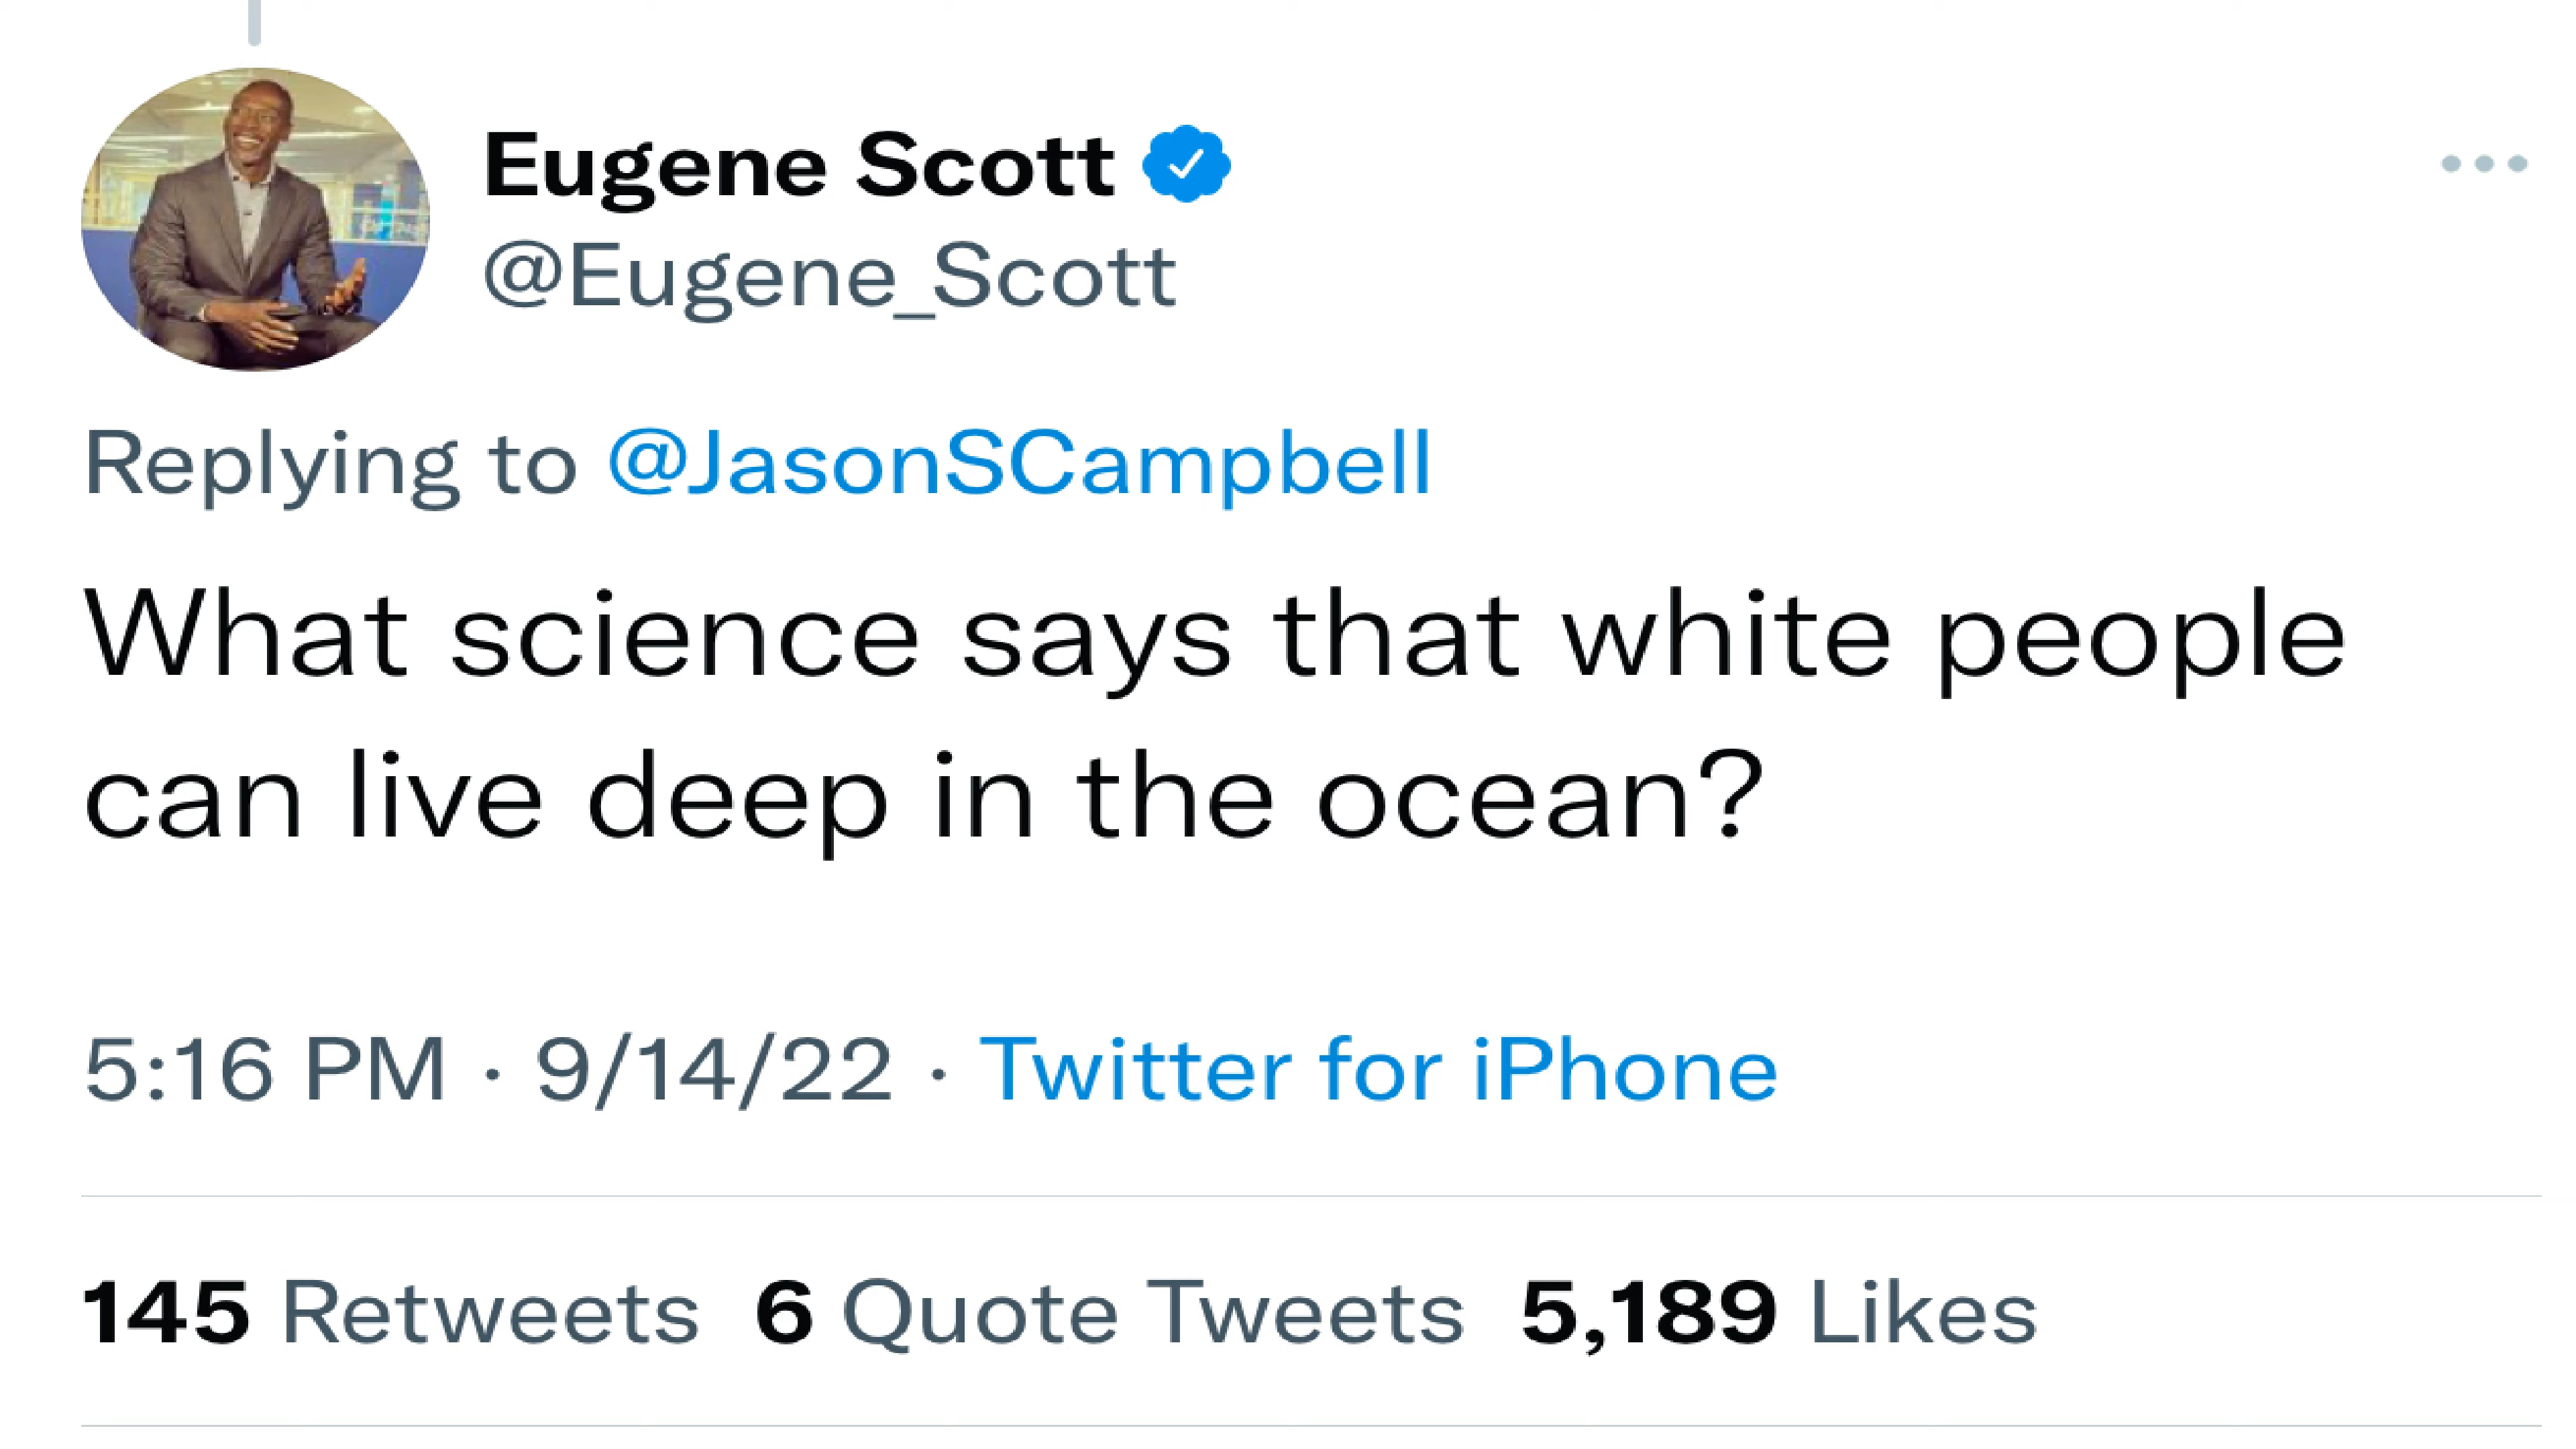 Eugene Scott
@Eugene_Scott
Replying to @JasonSCampbell
What science says that white people
can live deep in the ocean?
5:16 PM · 9/14/22 · Twitter for iPhone
145 Retweets 6 Quote Tweets 5,189 Likes